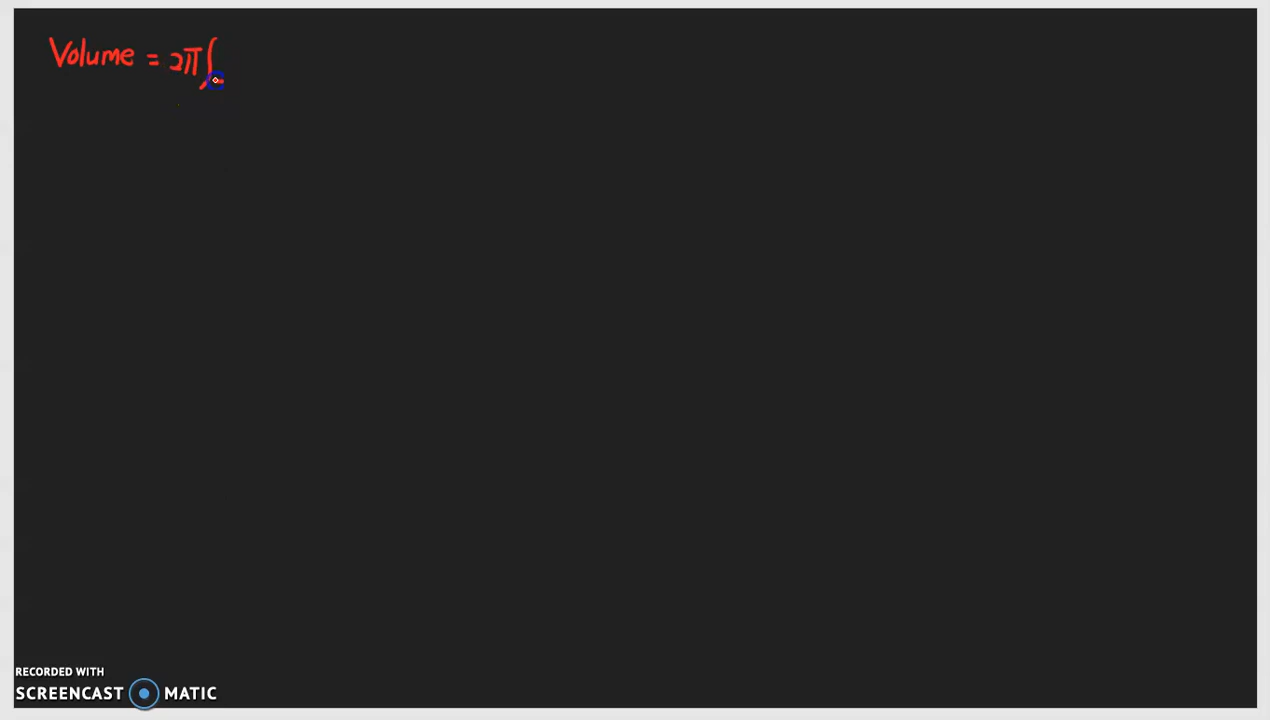 Volume = 2π∫
RECORDED WITH
SCREENCAST MATIC